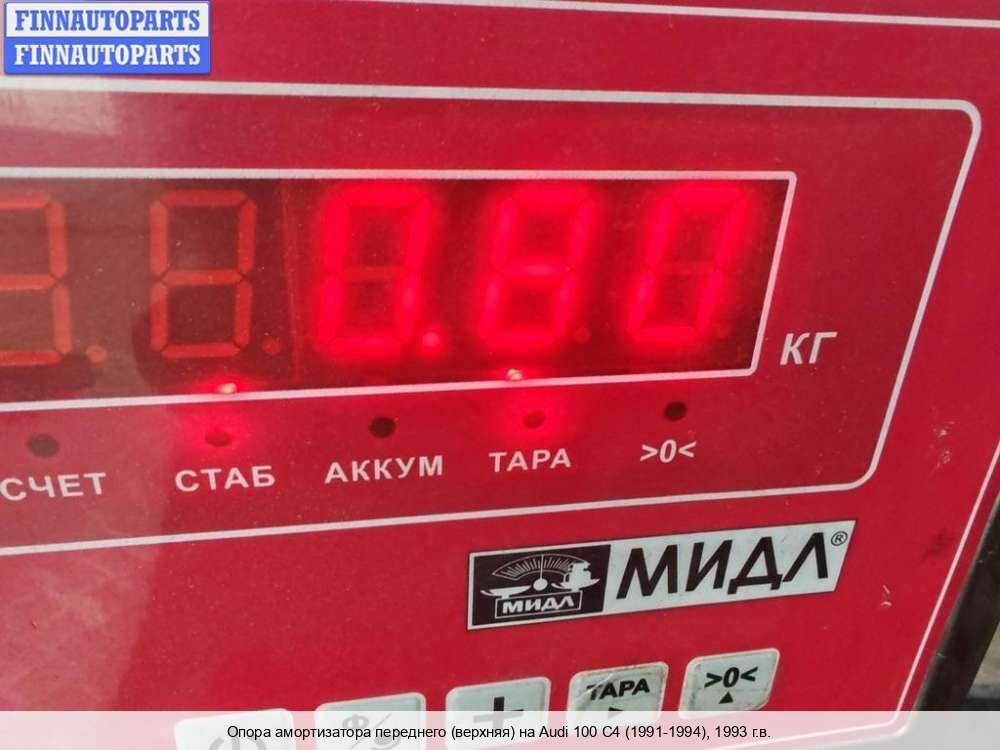 FINNAUTOPARTS
FINNAUTOPARTS
0.80
КГ
СЧЕТ СТАБ АККУМ ТАРА >0<
МИДЛ МИДЛ®
ТАРА >0<
Опора амортизатора переднего (верхняя) на Audi 100 C4 (1991-1994), 1993 г.в.